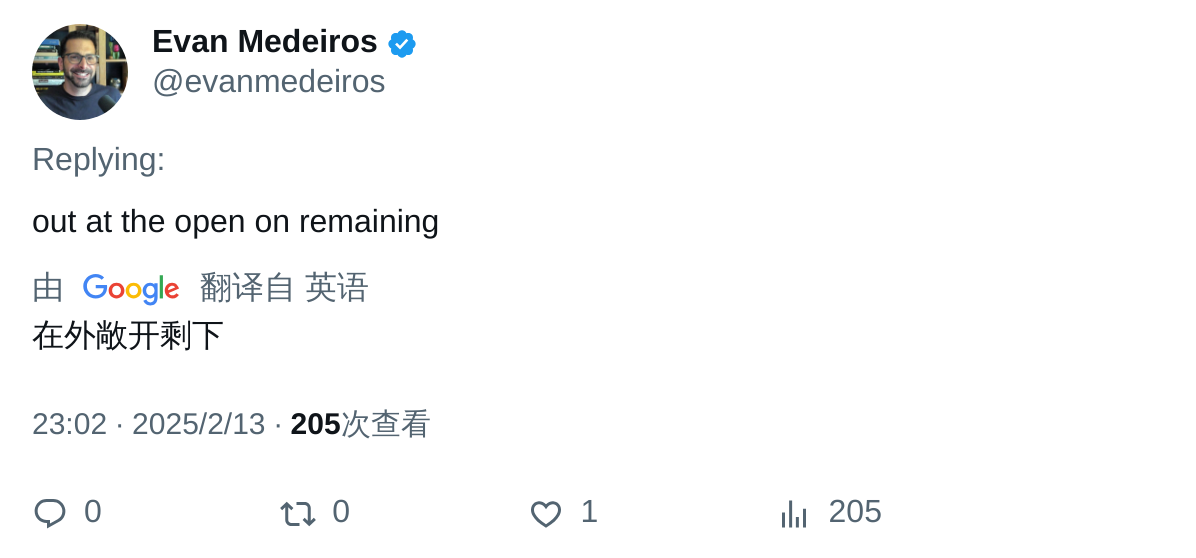 Evan Medeiros
@evanmedeiros
Replying:
out at the open on remaining
由 Google 翻译自 英语
在外敞开剩下
23:02 · 2025/2/13 · 205次查看
0 0 1 205